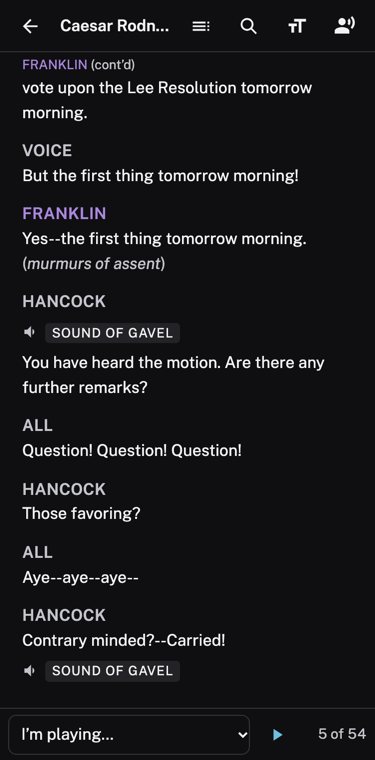 Caesar Rodn...
FRANKLIN (cont'd)
vote upon the Lee Resolution tomorrow
morning.
VOICE
But the first thing tomorrow morning!
FRANKLIN
Yes--the first thing tomorrow morning.
(murmurs of assent)
HANCOCK
SOUND OF GAVEL
You have heard the motion. Are there any
further remarks?
ALL
Question! Question! Question!
HANCOCK
Those favoring?
ALL
Aye--aye--aye--
HANCOCK
Contrary minded?--Carried!
SOUND OF GAVEL
I'm playing... 5 of 54